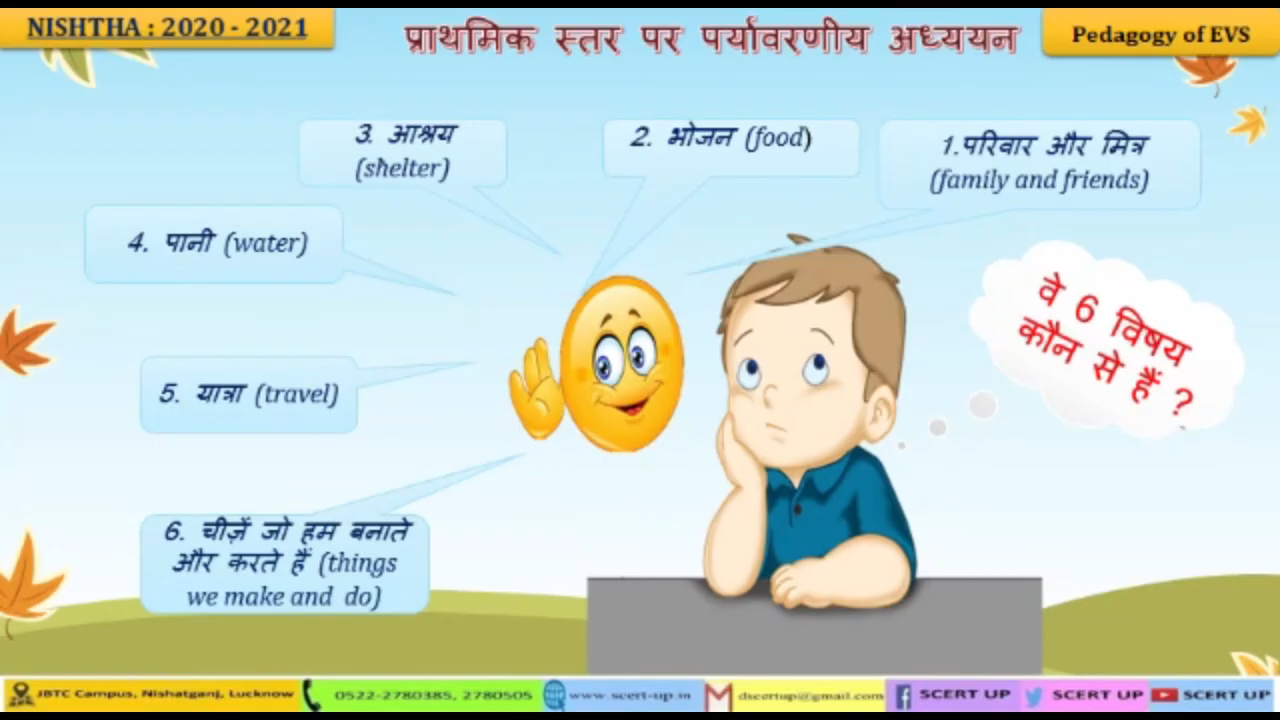 NISHTHA : 2020 - 2021
प्राथमिक स्तर पर पर्यावरणीय अध्ययन
Pedagogy of EVS
3. आश्रय
(shelter)
2. भोजन (food)
1.परिवार और मित्र
(family and friends)
4. पानी (water)
वे 6 विषय
कौन से हैं ?
5. यात्रा (travel)
6. चीज़ें जो हम बनाते
और करते हैं (things
we make and do)
JBTC Campus, Nishatganj, Lucknow
0522-2780385, 2780505
www.scert-up.in
dscertup@gmail.com
SCERT UP
SCERT UP
SCERT UP